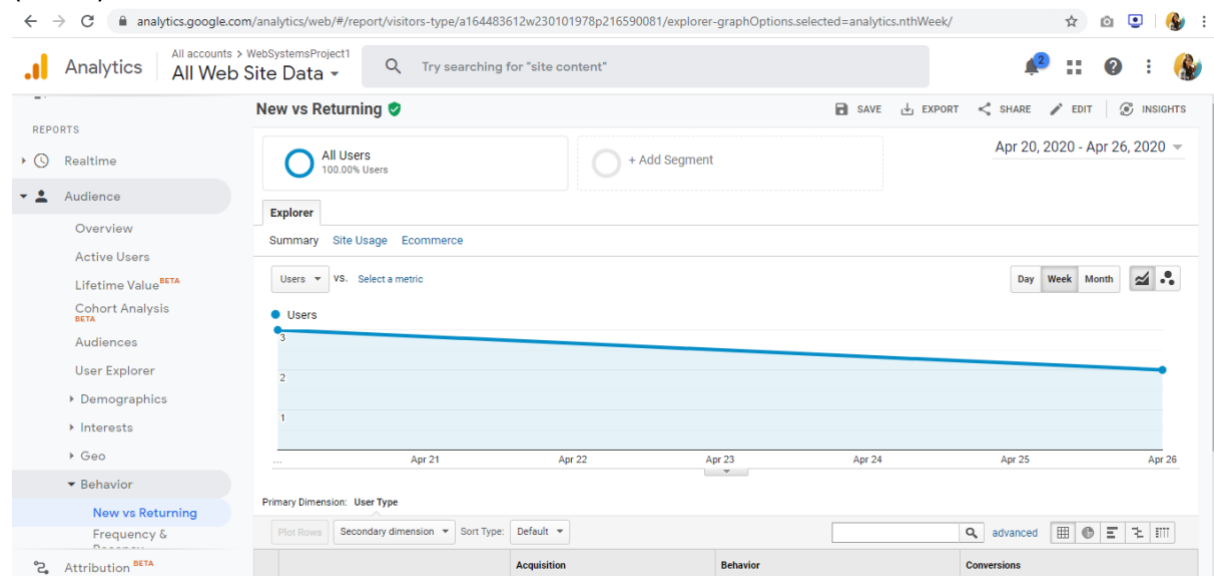 analytics.google.com/analytics/web/#/report/visitors-type/a164483612w230101978p216590081/explorer-graphOptions.selected=analytics.nthWeek/
Analytics
All accounts > WebSystemsProject1
All Web Site Data
Try searching for "site content"
2
REPORTS
Realtime
Audience
Overview
Active Users
Lifetime Value BETA
Cohort Analysis
BETA
Audiences
User Explorer
Demographics
Interests
Geo
Behavior
New vs Returning
Frequency &
Attribution BETA
New vs Returning
SAVE EXPORT SHARE EDIT INSIGHTS
All Users
100.00% Users
+ Add Segment
Apr 20, 2020 - Apr 26, 2020
Explorer
Summary Site Usage Ecommerce
Users VS. Select a metric
Day Week Month
Users
3
2
1
... Apr 21 Apr 22 Apr 23 Apr 24 Apr 25 Apr 26
Primary Dimension: User Type
Plot Rows Secondary dimension Sort Type: Default advanced
Acquisition Behavior Conversions